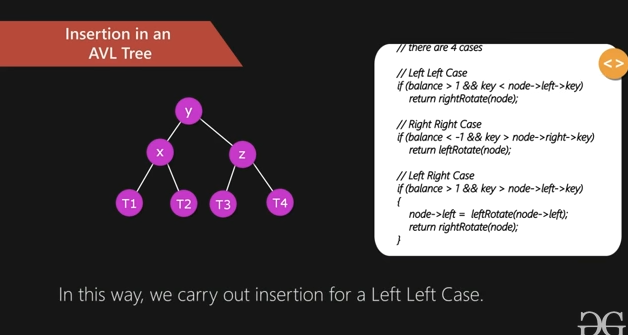 Insertion in an
AVL Tree
// there are 4 cases
<>
// Left Left Case
if (balance > 1 && key < node->left->key)
return rightRotate(node);
// Right Right Case
if (balance < -1 && key > node->right->key)
return leftRotate(node);
// Left Right Case
if (balance > 1 && key > node->left->key)
{
node->left = leftRotate(node->left);
return rightRotate(node);
}
y
x z
T1 T2 T3 T4
In this way, we carry out insertion for a Left Left Case.